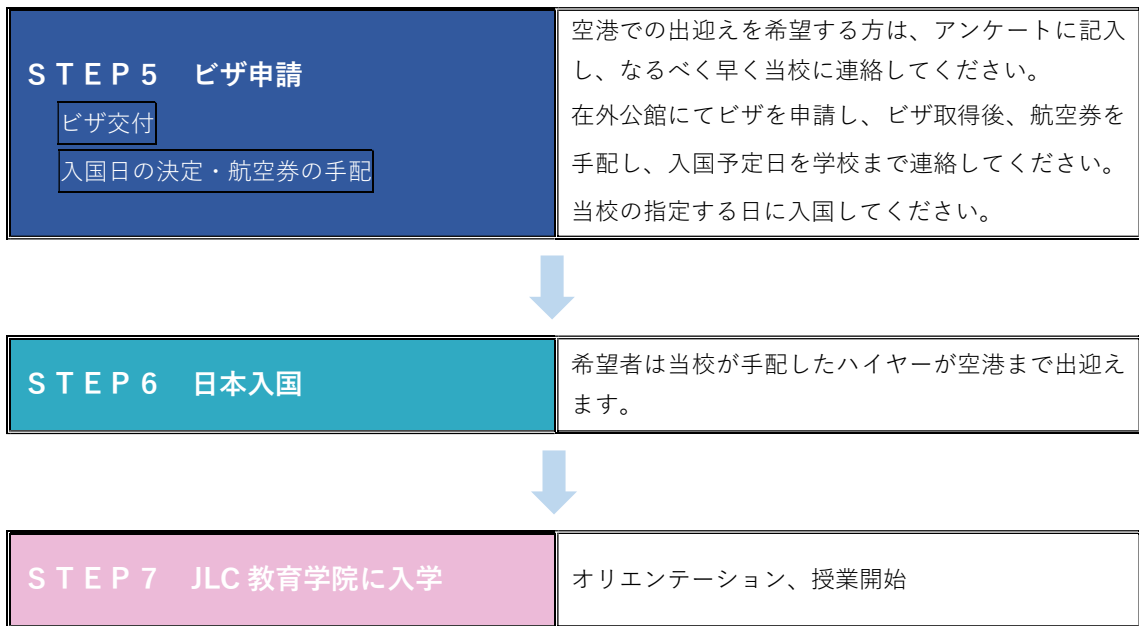 STEP5 ビザ申請
ビザ交付
入国日の決定・航空券の手配
空港での出迎えを希望する方は、アンケートに記入
し、なるべく早く当校に連絡してください。
在外公館にてビザを申請し、ビザ取得後、航空券を
手配し、入国予定日を学校まで連絡してください。
当校の指定する日に入国してください。
STEP6 日本入国
希望者は当校が手配したハイヤーが空港まで出迎え
ます。
STEP7 JLC教育学院に入学
オリエンテーション、授業開始